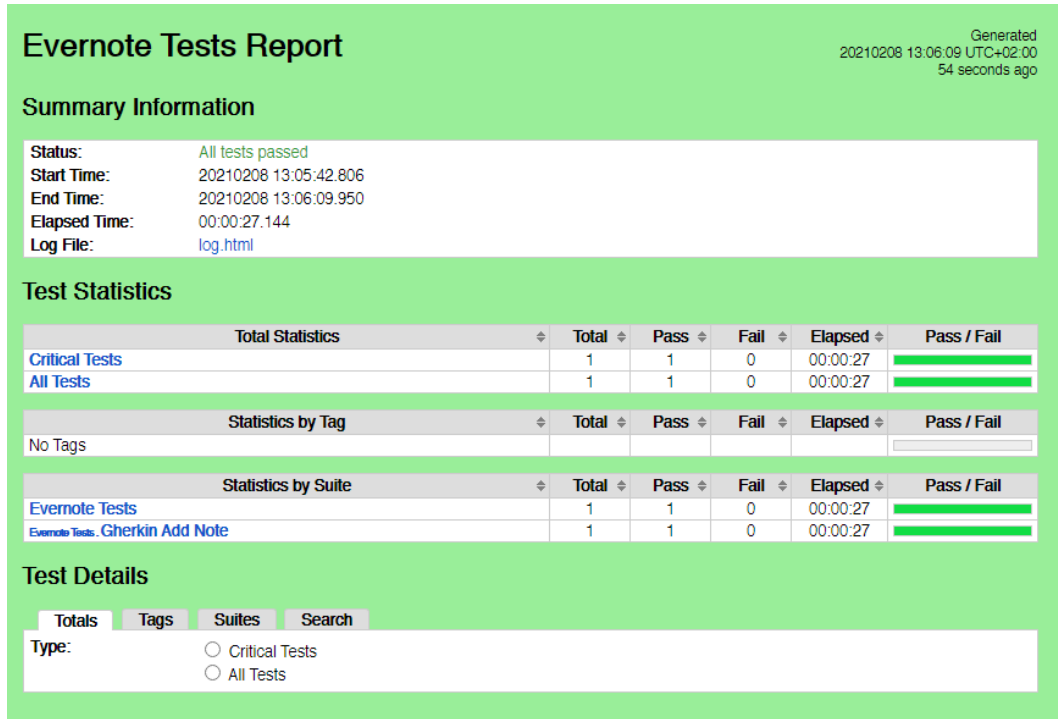 Evernote Tests Report
Generated
20210208 13:06:09 UTC+02:00
54 seconds ago
Summary Information
Status: All tests passed
Start Time: 20210208 13:05:42.806
End Time: 20210208 13:06:09.950
Elapsed Time: 00:00:27.144
Log File: log.html
Test Statistics
Total Statistics Total Pass Fail Elapsed Pass / Fail
Critical Tests 1 1 0 00:00:27
All Tests 1 1 0 00:00:27
Statistics by Tag Total Pass Fail Elapsed Pass / Fail
No Tags
Statistics by Suite Total Pass Fail Elapsed Pass / Fail
Evernote Tests 1 1 0 00:00:27
Evernote Tests . Gherkin Add Note 1 1 0 00:00:27
Test Details
Totals Tags Suites Search
Type: Critical Tests
All Tests